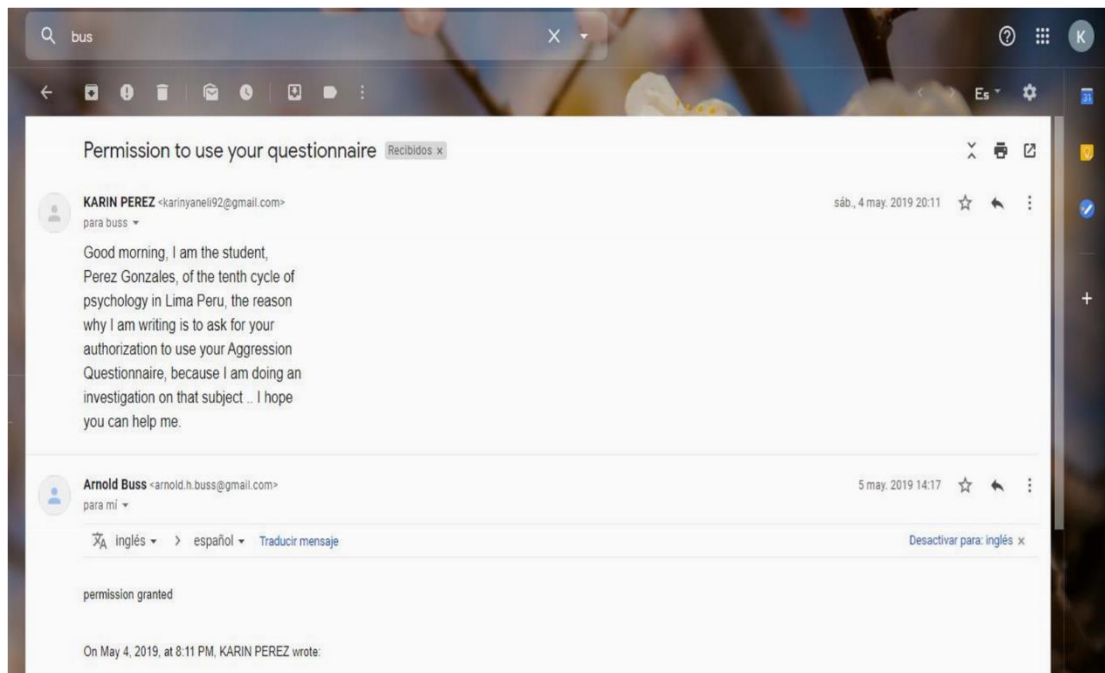 bus
Es
31
Permission to use your questionnaire Recibidos x
KARIN PEREZ <karinyaneli92@gmail.com> sáb., 4 may. 2019 20:11
para buss
Good morning, I am the student,
Perez Gonzales, of the tenth cycle of
psychology in Lima Peru, the reason
why I am writing is to ask for your
authorization to use your Aggression
Questionnaire, because I am doing an
investigation on that subject .. I hope
you can help me.
Arnold Buss <arnold.h.buss@gmail.com> 5 may. 2019 14:17
para mí
inglés > español Traducir mensaje Desactivar para: inglés x
permission granted
On May 4, 2019, at 8:11 PM, KARIN PEREZ wrote:
K